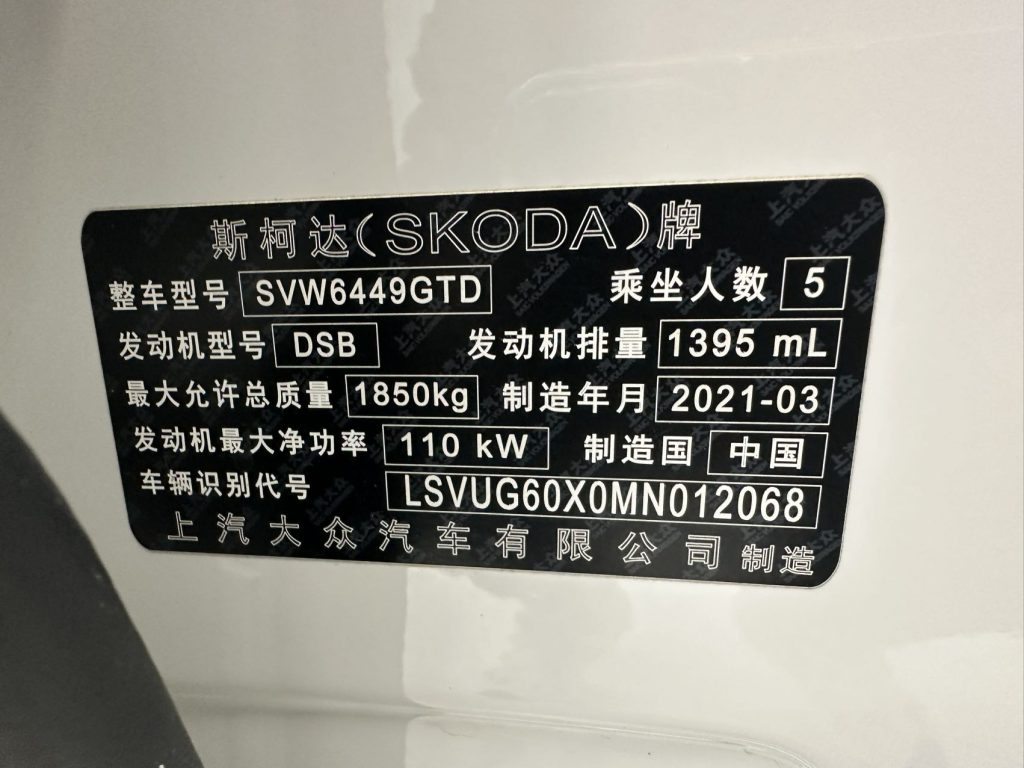 斯柯达(SKODA)牌
整车型号 SVW6449GTD 乘坐人数 5
发动机型号 DSB 发动机排量 1395 mL
最大允许总质量 1850kg 制造年月 2021-03
发动机最大净功率 110 kW 制造国 中国
车辆识别代号 LSVUG60X0MN012068
上汽大众汽车有限公司 制造